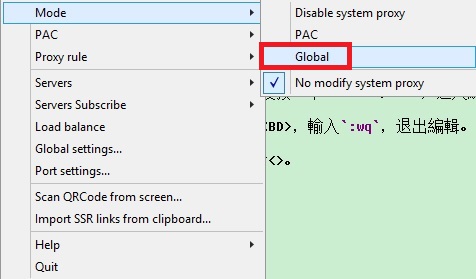 Mode
PAC
Proxy rule
Servers
Servers Subscribe
Load balance
Global settings...
Port settings...
Scan QRCode from screen...
Import SSR links from clipboard...
Help
Quit
Disable system proxy
PAC
Global
No modify system proxy
BD>, 輸入`:wq`, 退出編輯。
<>。